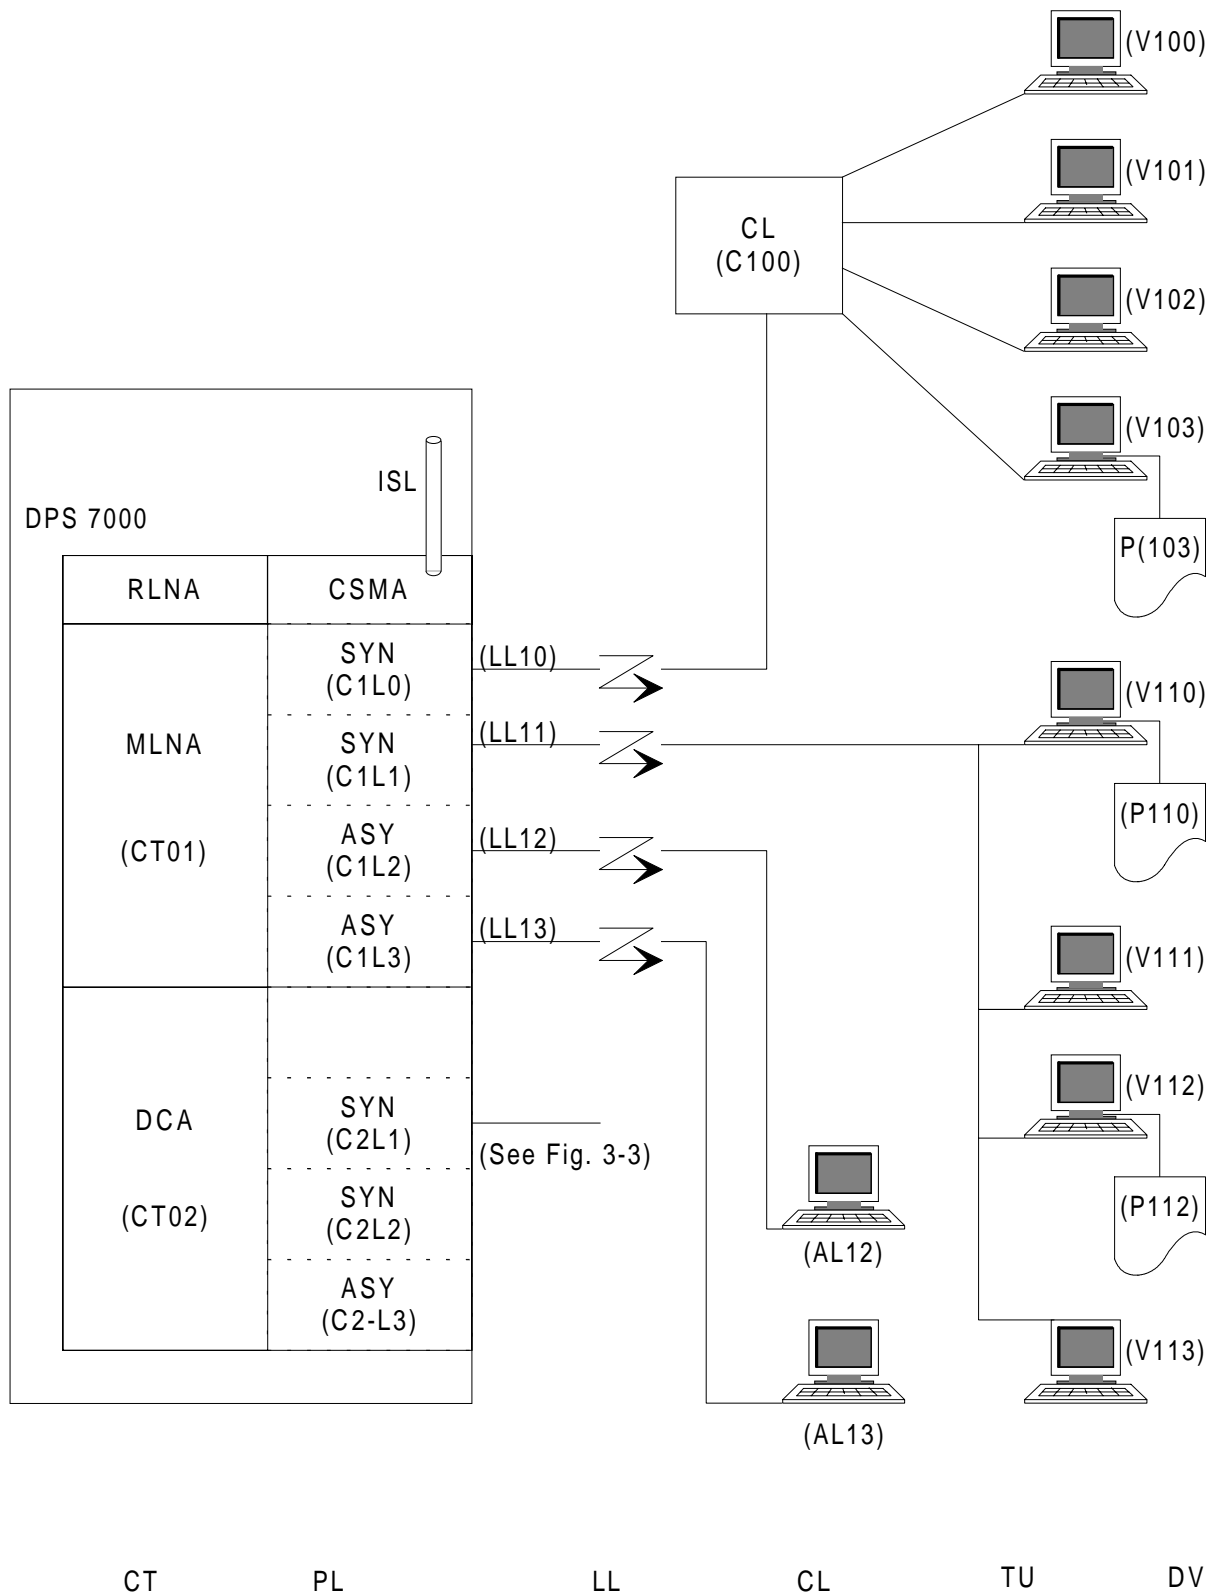 (V100)
(V101)
CL
(C100)
(V102)
(V103)
ISL
DPS 7000
P(103)
RLNA
CSMA
SYN
(C1L0)
(LL10)
(V110)
MLNA
SYN
(C1L1)
(LL11)
(P110)
(CT01)
ASY
(C1L2)
(LL12)
ASY
(C1L3)
(LL13)
(V111)
(V112)
DCA
SYN
(C2L1)
(See Fig. 3-3)
(CT02)
SYN
(C2L2)
(P112)
(AL12)
ASY
(C2-L3)
(V113)
(AL13)
CT
PL
LL
CL
TU
DV